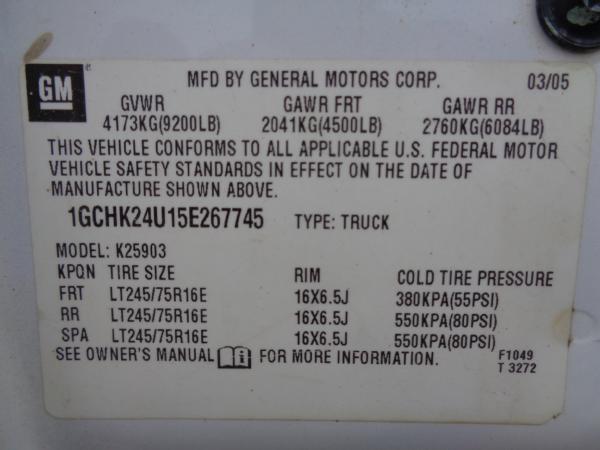 GM ® MFD BY GENERAL MOTORS CORP. 03/05
GVWR GAWR FRT GAWR RR
4173KG(9200LB) 2041KG(4500LB) 2760KG(6084LB)
THIS VEHICLE CONFORMS TO ALL APPLICABLE U.S. FEDERAL MOTOR
VEHICLE SAFETY STANDARDS IN EFFECT ON THE DATE OF
MANUFACTURE SHOWN ABOVE.
1GCHK24U15E267745 TYPE: TRUCK
MODEL: K25903
KPQN TIRE SIZE RIM COLD TIRE PRESSURE
FRT LT245/75R16E 16X6.5J 380KPA(55PSI)
RR LT245/75R16E 16X6.5J 550KPA(80PSI)
SPA LT245/75R16E 16X6.5J 550KPA(80PSI)
SEE OWNER'S MANUAL FOR MORE INFORMATION. F1049
T 3272